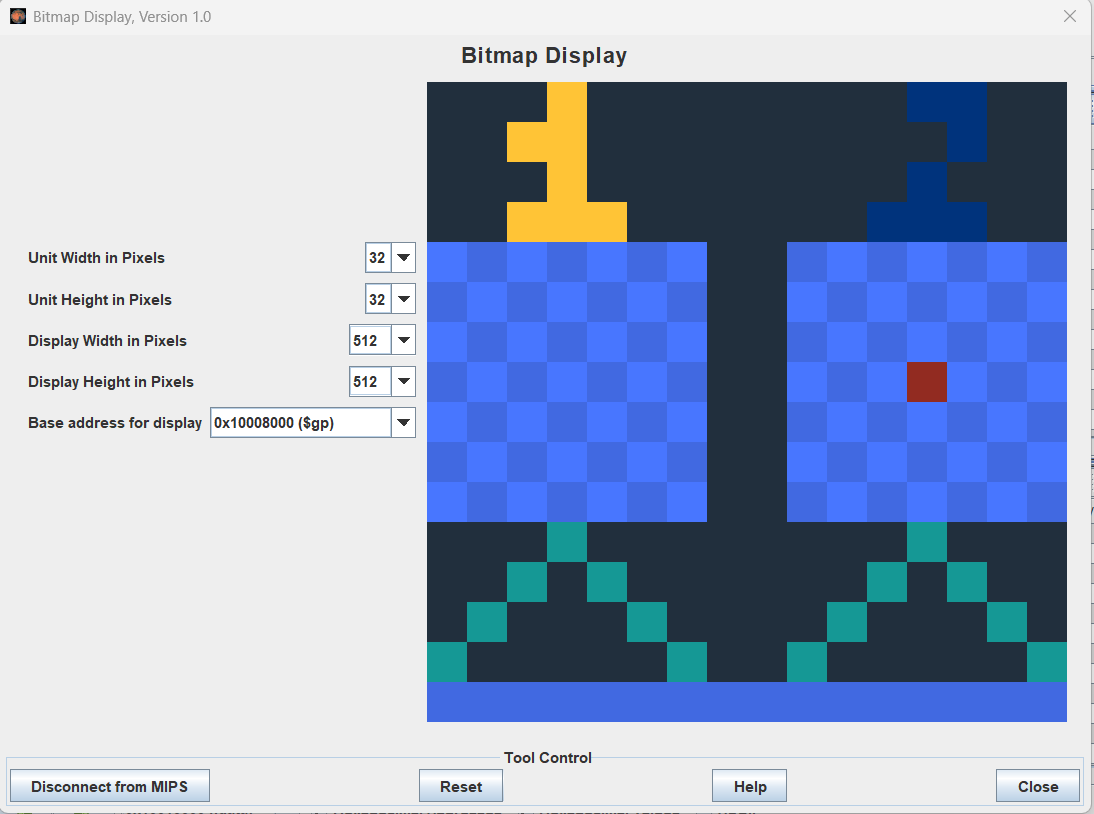 Bitmap Display, Version 1.0
Bitmap Display
Unit Width in Pixels 32
Unit Height in Pixels 32
Display Width in Pixels 512
Display Height in Pixels 512
Base address for display 0x10008000 ($gp)
Tool Control
Disconnect from MIPS Reset Help Close